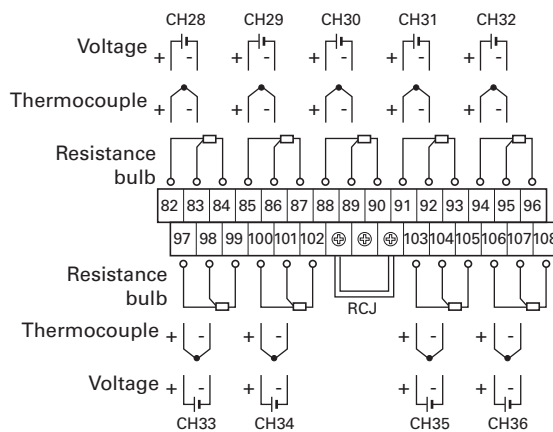 CH28 CH29 CH30 CH31 CH32
Voltage + - + - + - + - + -
Thermocouple + - + - + - + - + -
Resistance
bulb
82 83 84 85 86 87 88 89 90 91 92 93 94 95 96
97 98 99 100 101 102 103 104 105 106 107 108
Resistance
bulb
RCJ
Thermocouple + - + - + - + -
Voltage + - + - + - + -
CH33 CH34 CH35 CH36